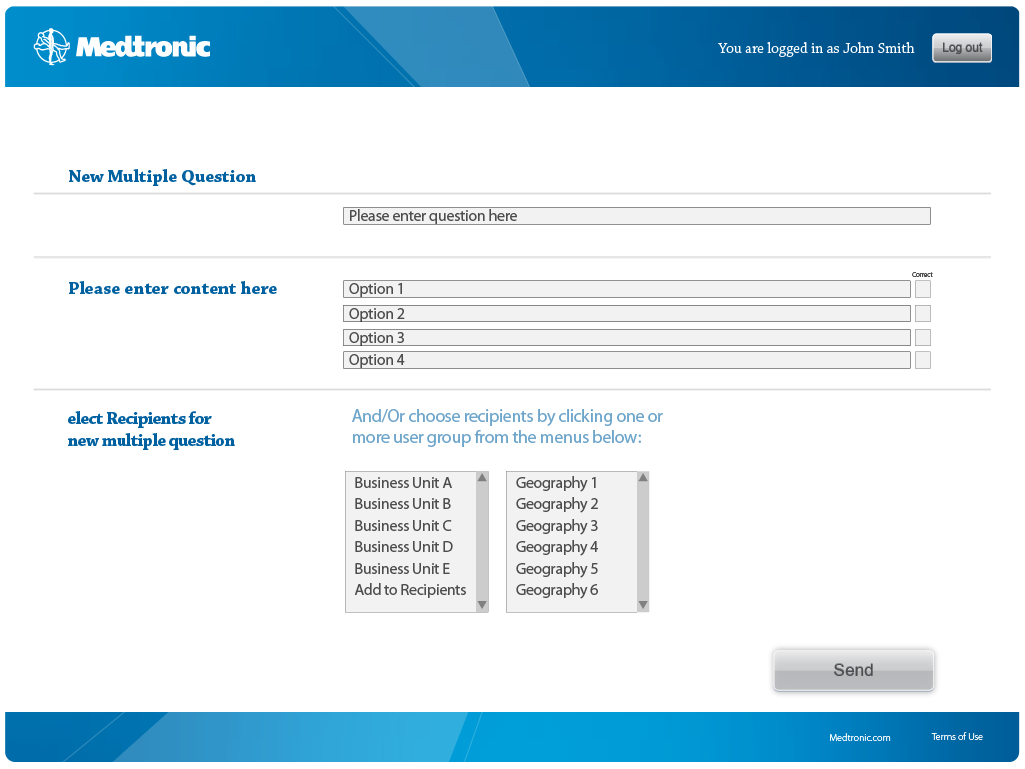 Medtronic
You are logged in as John Smith
Log out
New Multiple Question
Please enter question here
Please enter content here
Correct
Option 1
Option 2
Option 3
Option 4
elect Recipients for
new multiple question
And/Or choose recipients by clicking one or
more user group from the menus below:
Business Unit A
Business Unit B
Business Unit C
Business Unit D
Business Unit E
Add to Recipients
Geography 1
Geography 2
Geography 3
Geography 4
Geography 5
Geography 6
Send
Medtronic.com
Terms of Use